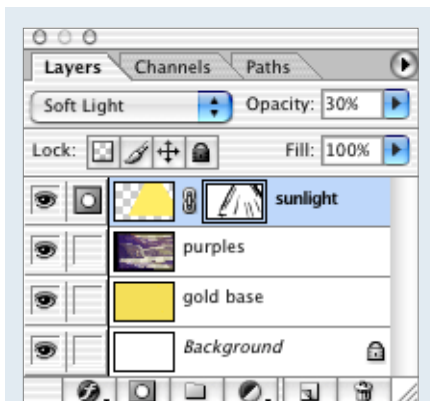 Layers Channels Paths
Soft Light Opacity: 30%
Lock: Fill: 100%
sunlight
purples
gold base
Background